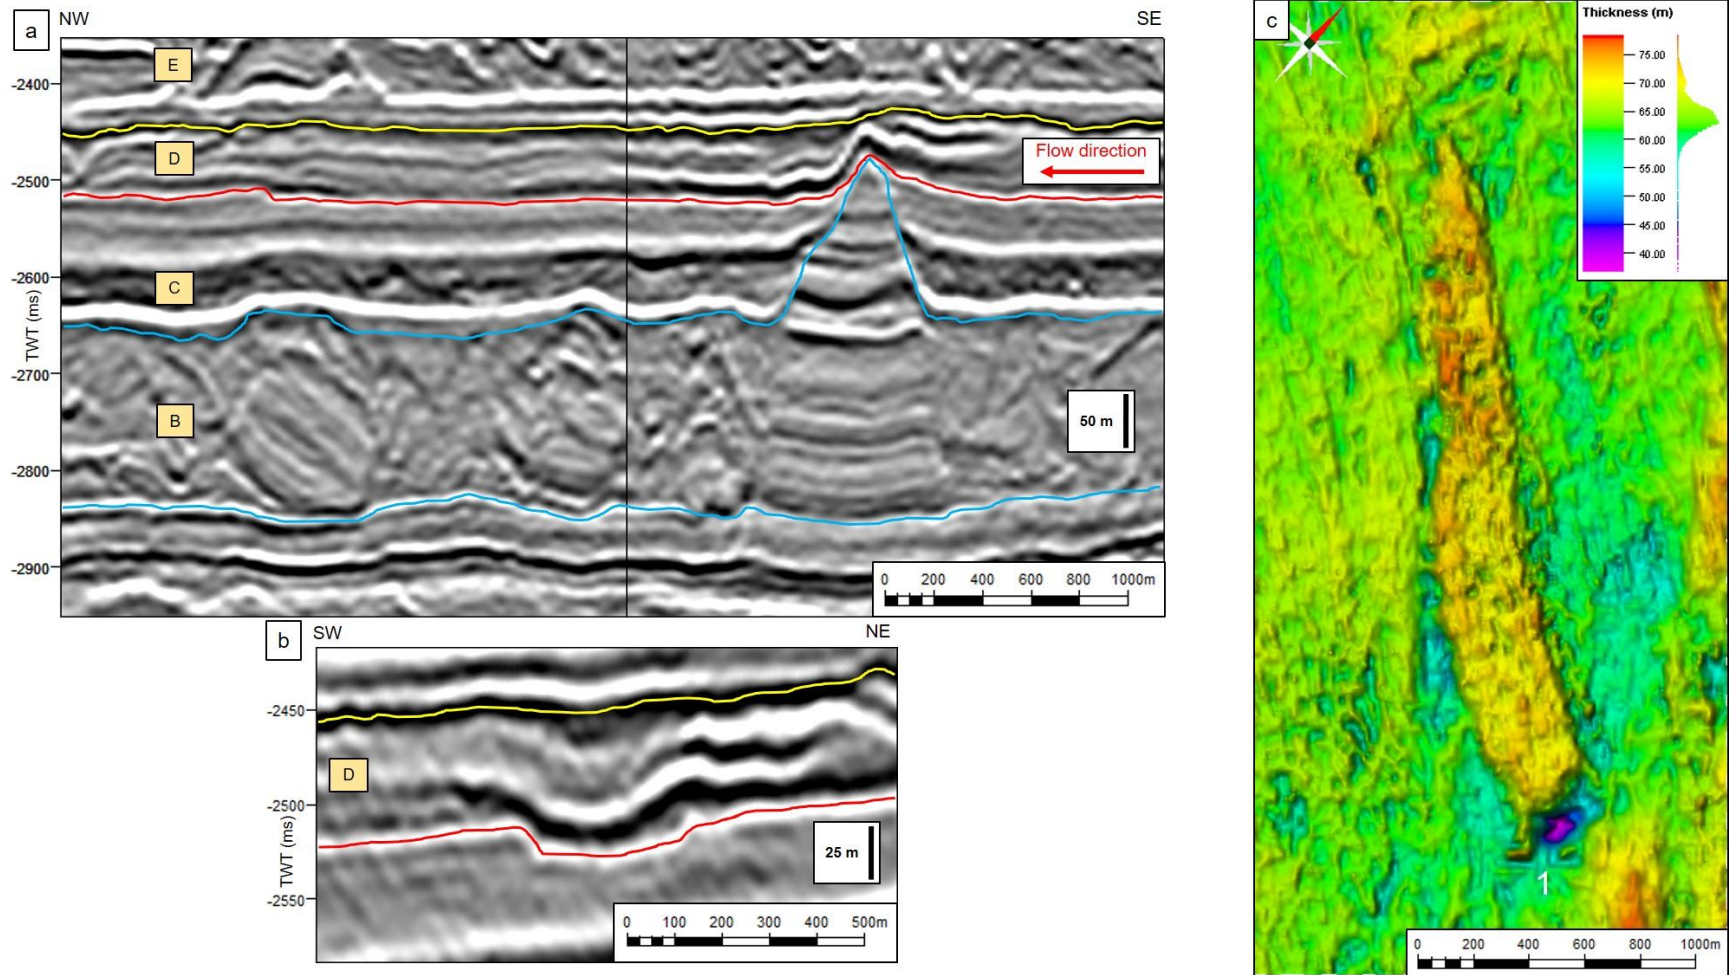 a
NW
SE
E
D
C
B
Flow direction
-2400
-2500
-2600
-2700
-2800
-2900
TWT (ms)
50 m
0 200 400 600 800 1000m
b
SW
NE
D
-2450
-2500
-2550
TWT (ms)
25 m
0 100 200 300 400 500m
c
Thickness (m)
75.00
70.00
65.00
60.00
55.00
50.00
45.00
40.00
1
0 200 400 600 800 1000m